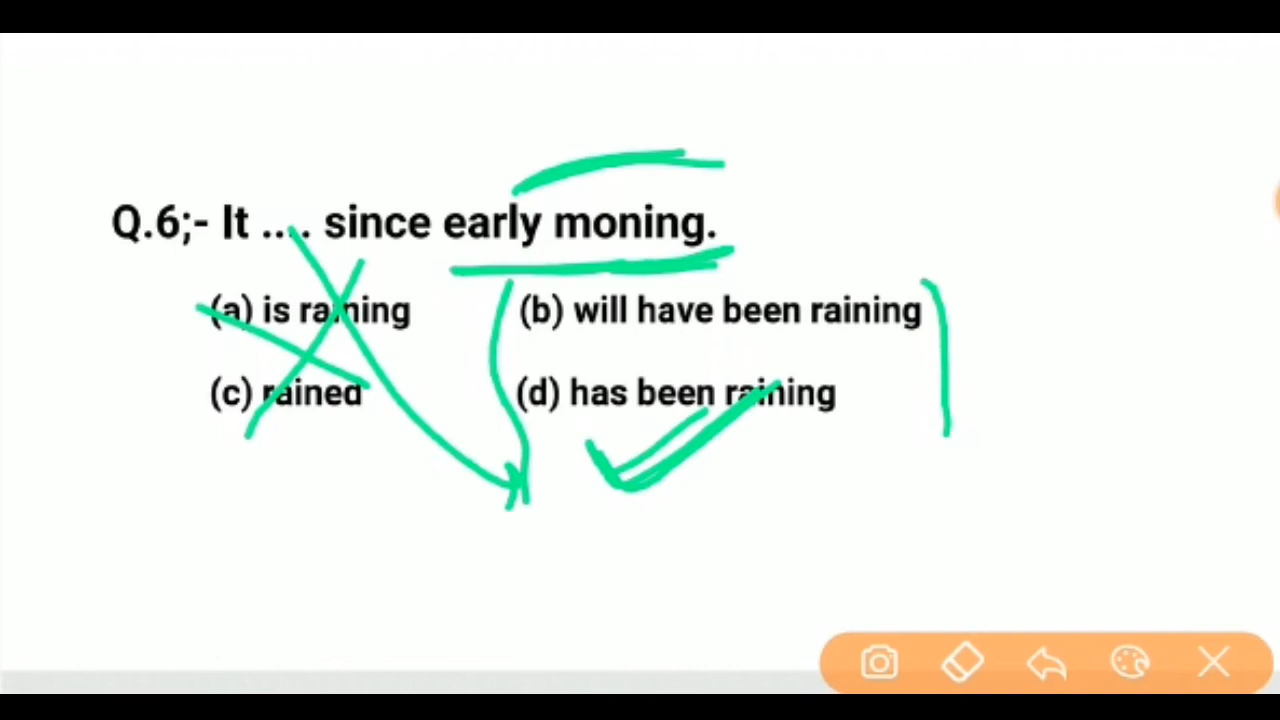 Q.6;- It .... since early moning.
(a) is raining (b) will have been raining
(c) rained (d) has been raining